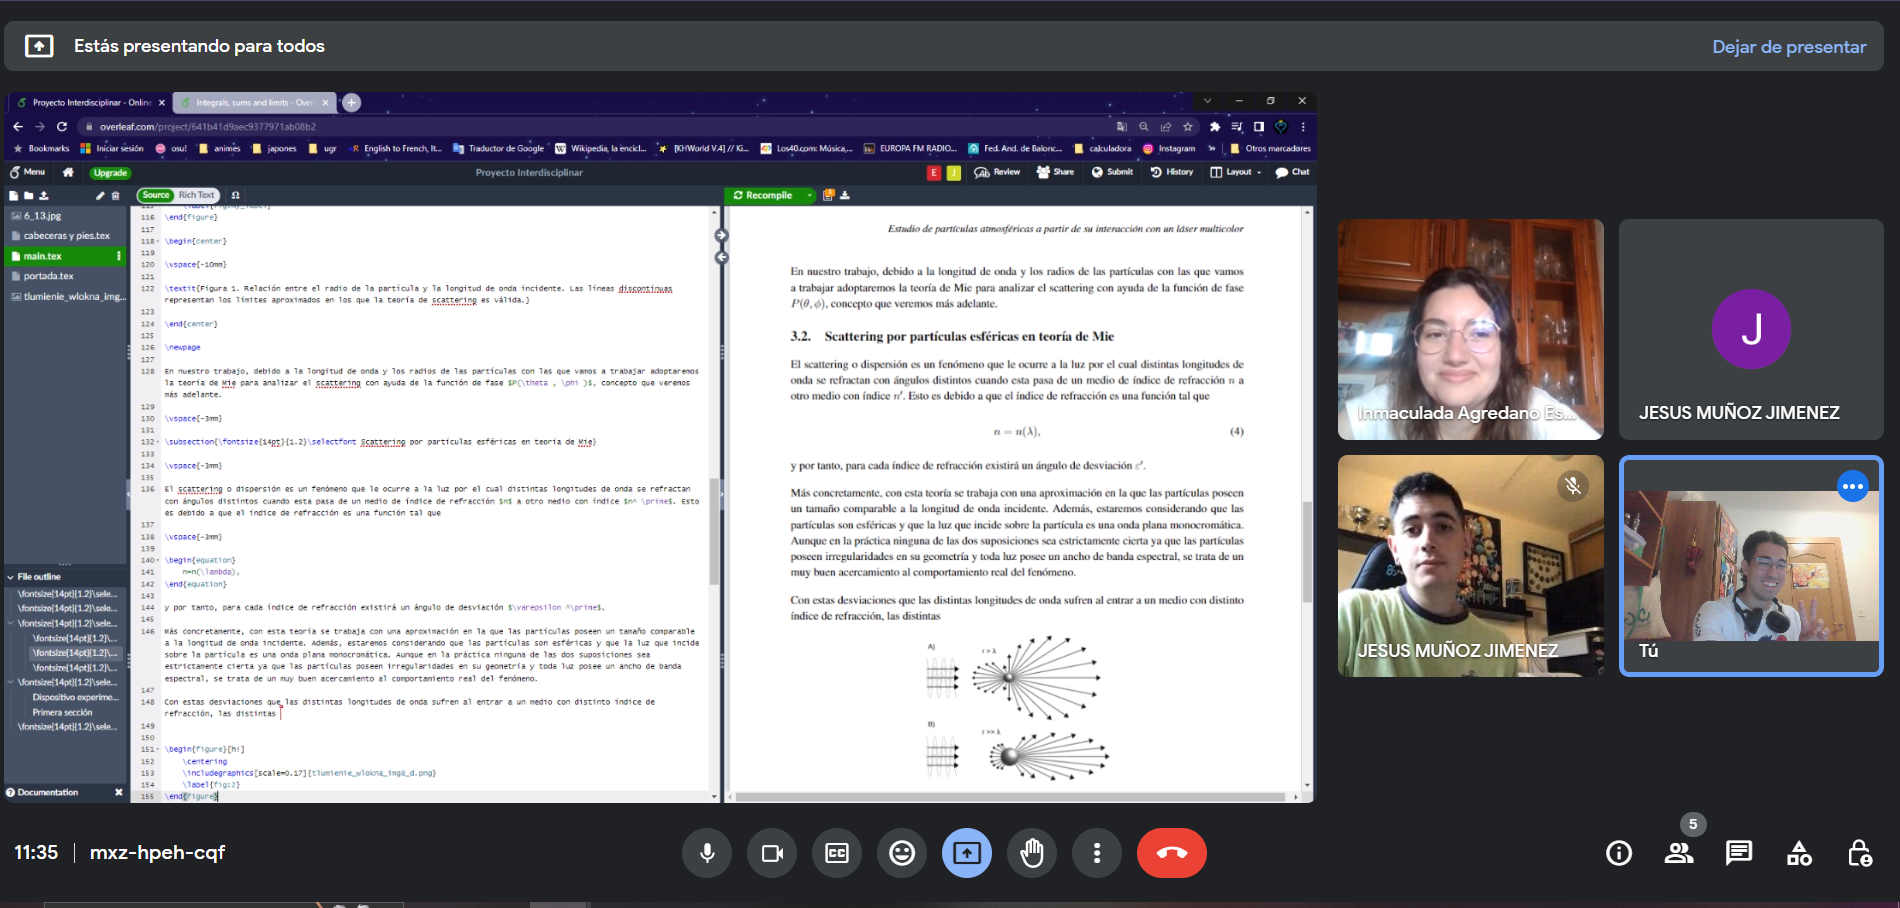 Estás presentando para todos
Dejar de presentar
Proyecto Interdisciplinar - Online
Integrals, sums and limits - Over
overleaf.com/project/641b41d9aec9377971ab08b2
Bookmarks
Iniciar sesión
osu!
animes
japones
ugr
English to French, It...
Traductor de Google
Wikipedia, la encicl...
[KHWorld V.4] // Ki...
Los40.com: Música,...
EUROPA FM RADIO...
Fed. And. de Balonc...
calculadora
Instagram
»
Otros marcadores
Menu
Upgrade
Proyecto Interdisciplinar
E
J
Review
Share
Submit
History
Layout
Chat
Source
Rich Text
Ω
Recompile
6_13.jpg
cabeceras y pies.tex
main.tex
portada.tex
tlumienie_wlokna_img...
File outline
\fontsize{14pt}{1.2}\sele...
\fontsize{14pt}{1.2}\sele...
\fontsize{14pt}{1.2}\sele...
\fontsize{14pt}{1.2}\...
\fontsize{14pt}{1.2}\...
\fontsize{14pt}{1.2}\...
\fontsize{14pt}{1.2}\sele...
Dispositivo experime...
Primera sección
\fontsize{14pt}{1.2}\sele...
Documentation
116 \end{figure}
117
118 \begin{center}
119
120 \vspace{-10mm}
121
122 \textit{Figura 1. Relación entre el radio de la partícula y la longitud de onda incidente. Las líneas discontinuas
representan los límites aproximados en los que la teoría de scattering es válida.}
123
124 \end{center}
125
126 \newpage
127
128 En nuestro trabajo, debido a la longitud de onda y los radios de las partículas con las que vamos a trabajar adoptaremos
la teoría de Mie para analizar el scattering con ayuda de la función de fase $P(\theta , \phi )$, concepto que veremos
más adelante.
129
130 \vspace{-3mm}
131
132 \subsection{\fontsize{14pt}{1.2}\selectfont Scattering por partículas esféricas en teoría de Mie}
133
134 \vspace{-3mm}
135
136 El scattering o dispersión es un fenómeno que le ocurre a la luz por el cual distintas longitudes de onda se refractan
con ángulos distintos cuando esta pasa de un medio de índice de refracción $n$ a otro medio con índice $n^ \prime$. Esto
es debido a que el índice de refracción es una función tal que
137
138 \vspace{-3mm}
139
140 \begin{equation}
141 n=n(\lambda),
142 \end{equation}
143
144 y por tanto, para cada índice de refracción existirá un ángulo de desviación $\varepsilon ^\prime$.
145
146 Más concretamente, con esta teoría se trabaja con una aproximación en la que las partículas poseen un tamaño comparable
a la longitud de onda incidente. Además, estaremos considerando que las partículas son esféricas y que la luz que incide
sobre la partícula es una onda plana monocromática. Aunque en la práctica ninguna de las dos suposiciones sea
estrictamente cierta ya que las partículas poseen irregularidades en su geometría y toda luz posee un ancho de banda
espectral, se trata de un muy buen acercamiento al comportamiento real del fenómeno.
147
148 Con estas desviaciones que las distintas longitudes de onda sufren al entrar a un medio con distinto índice de
refracción, las distintas
149
150
151 \begin{figure}[h!]
152 \centering
153 \includegraphics[scale=0.17]{tlumienie_wlokna_img8_d.png}
154 \label{fig:2}
155 \end{figure}
Estudio de partículas atmosféricas a partir de su interacción con un láser multicolor
En nuestro trabajo, debido a la longitud de onda y los radios de las partículas con las que vamos
a trabajar adoptaremos la teoría de Mie para analizar el scattering con ayuda de la función de fase
P(θ, ϕ), concepto que veremos más adelante.
3.2. Scattering por partículas esféricas en teoría de Mie
El scattering o dispersión es un fenómeno que le ocurre a la luz por el cual distintas longitudes de
onda se refractan con ángulos distintos cuando esta pasa de un medio de índice de refracción n a
otro medio con índice n′. Esto es debido a que el índice de refracción es una función tal que
n = n(λ), (4)
y por tanto, para cada índice de refracción existirá un ángulo de desviación ε′.
Más concretamente, con esta teoría se trabaja con una aproximación en la que las partículas poseen
un tamaño comparable a la longitud de onda incidente. Además, estaremos considerando que las
partículas son esféricas y que la luz que incide sobre la partícula es una onda plana monocromática.
Aunque en la práctica ninguna de las dos suposiciones sea estrictamente cierta ya que las partículas
poseen irregularidades en su geometría y toda luz posee un ancho de banda espectral, se trata de un
muy buen acercamiento al comportamiento real del fenómeno.
Con estas desviaciones que las distintas longitudes de onda sufren al entrar a un medio con distinto
índice de refracción, las distintas
A)
r > λ
B)
r >> λ
Inmaculada Agredano Es...
J
JESUS MUÑOZ JIMENEZ
JESUS MUÑOZ JIMENEZ
Tú
11:35 | mxz-hpeh-cqf
5